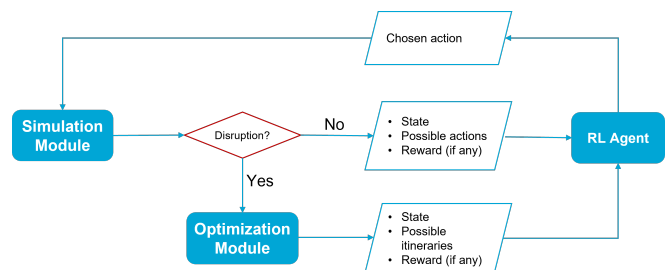 Chosen action
Simulation
Module
Disruption?
No
• State
• Possible actions
• Reward (if any)
RL Agent
Yes
Optimization
Module
• State
• Possible
itineraries
• Reward (if any)